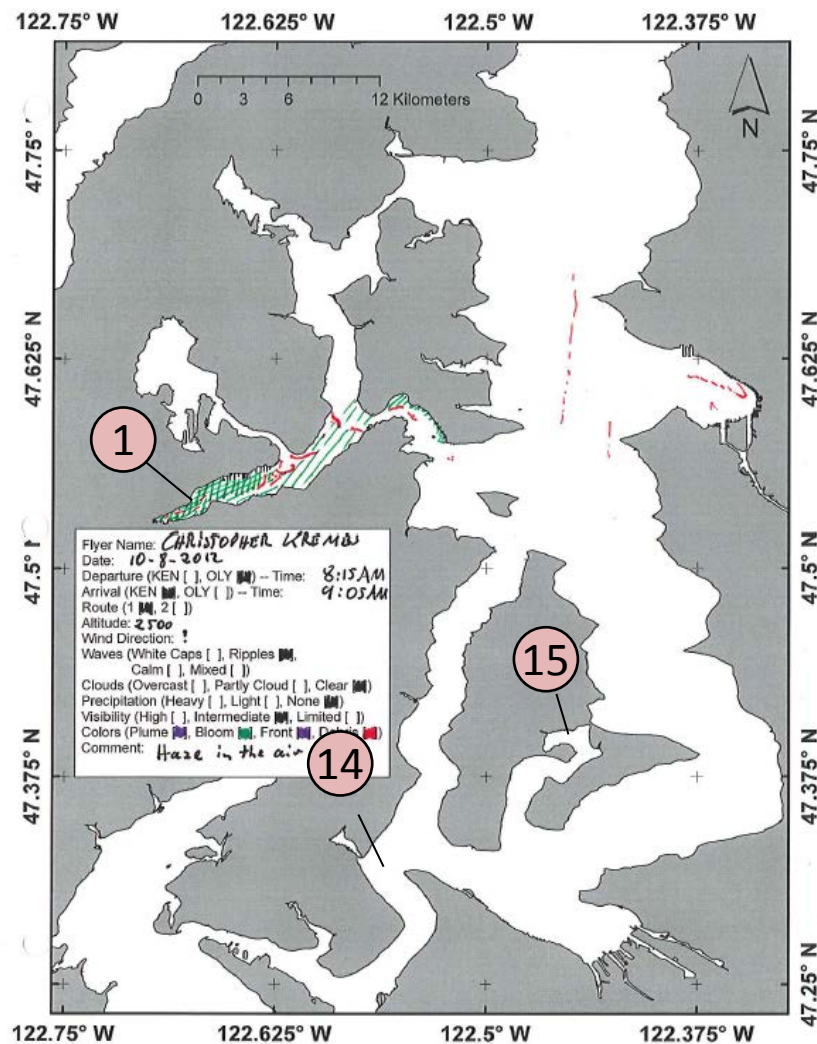 122.75° W 122.625° W 122.5° W 122.375° W
0 3 6 12 Kilometers
N
47.75° N
47.75°
47.625° N
47.625° N
1
47.5°
47.5° N
Flyer Name: CHRISTOPHER KREMBS
Date: 10-8-2012
Departure (KEN [ ], OLY [ ]) -- Time: 8:15AM
Arrival (KEN [ ], OLY [ ]) -- Time: 9:05AM
Route (1 [ ], 2 [ ])
Altitude: 2500
Wind Direction: ?
Waves (White Caps [ ], Ripples [ ],
Calm [ ], Mixed [ ])
Clouds (Overcast [ ], Partly Cloud [ ], Clear [ ])
Precipitation (Heavy [ ], Light [ ], None [ ])
Visibility (High [ ], Intermediate [ ], Limited [ ])
Colors (Plume [ ], Bloom [ ], Front [ ], Debris [ ])
Comment: Haze in the air
15
14
47.375° N
47.375° N
47.25°
47.25° N
122.75° W 122.625° W 122.5° W 122.375° W